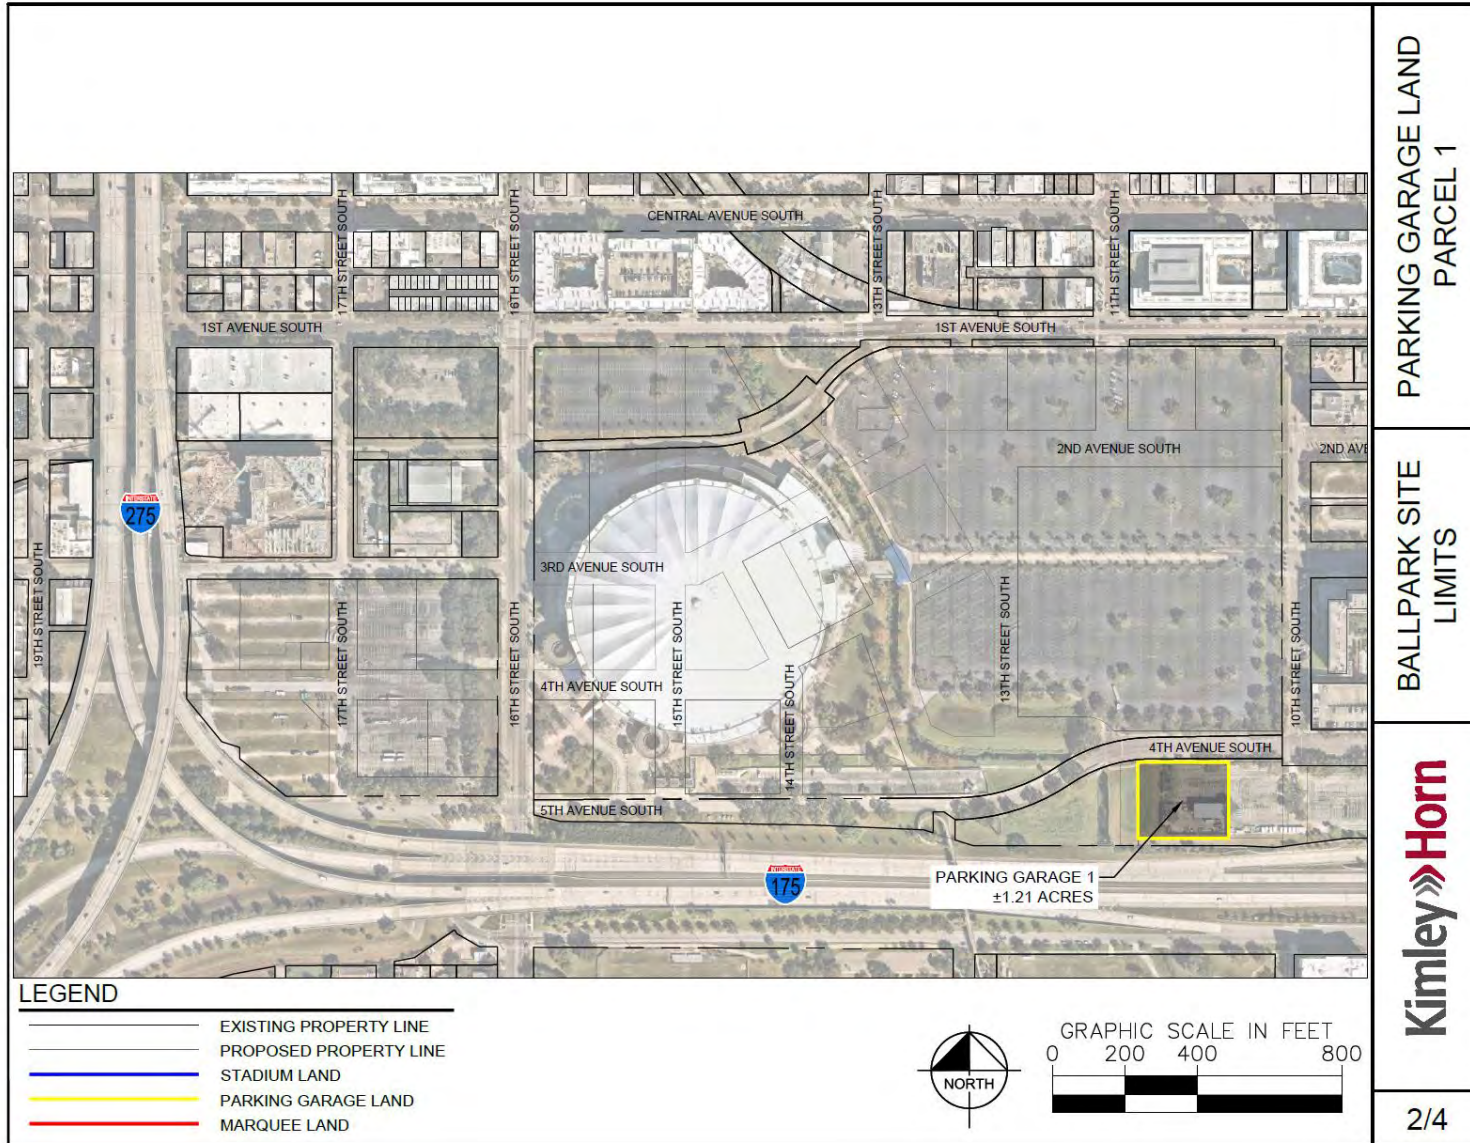 CENTRAL AVENUE SOUTH
17TH STREET SOUTH
16TH STREET SOUTH
13TH STREET SOUTH
11TH STREET SOUTH
1ST AVENUE SOUTH
1ST AVENUE SOUTH
2ND AVENUE SOUTH
2ND AVE
INTERSTATE
275
3RD AVENUE SOUTH
19TH STREET SOUTH
17TH STREET SOUTH
16TH STREET SOUTH
15TH STREET SOUTH
14TH STREET SOUTH
13TH STREET SOUTH
10TH STREET SOUTH
4TH AVENUE SOUTH
4TH AVENUE SOUTH
5TH AVENUE SOUTH
INTERSTATE
175
PARKING GARAGE 1
±1.21 ACRES
LEGEND
EXISTING PROPERTY LINE
PROPOSED PROPERTY LINE
STADIUM LAND
PARKING GARAGE LAND
MARQUEE LAND
NORTH
GRAPHIC SCALE IN FEET
0 200 400 800
PARKING GARAGE LAND
PARCEL 1
BALLPARK SITE
LIMITS
Kimley»Horn
2/4